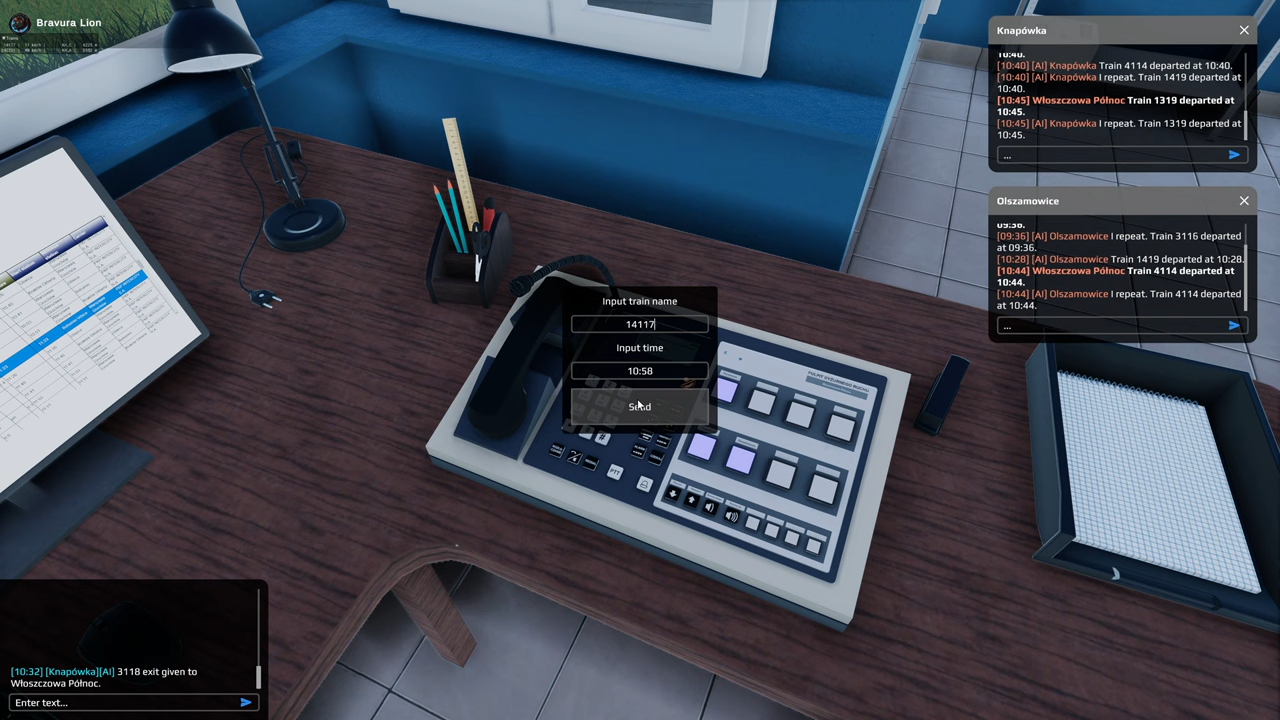 Bravura Lion
Knapówka
10:40.
[10:40] [AI] Knapówka Train 4114 departed at 10:40.
[10:40] [AI] Knapówka I repeat. Train 1419 departed at
10:40.
[10:45] Włoszczowa Północ Train 1319 departed at
10:45.
[10:45] [AI] Knapówka I repeat. Train 1319 departed at
10:45.
...
Olszamowice
09:36.
[09:36] [AI] Olszamowice I repeat. Train 3116 departed
at 09:36.
[10:28] [AI] Olszamowice Train 1419 departed at 10:28.
[10:44] Włoszczowa Północ Train 4114 departed at
10:44.
[10:44] [AI] Olszamowice I repeat. Train 4114 departed
at 10:44.
...
Input train name
14117
Input time
10:58
Send
PTT
[10:32] [Knapówka][AI] 3118 exit given to
Włoszczowa Północ.
Enter text...